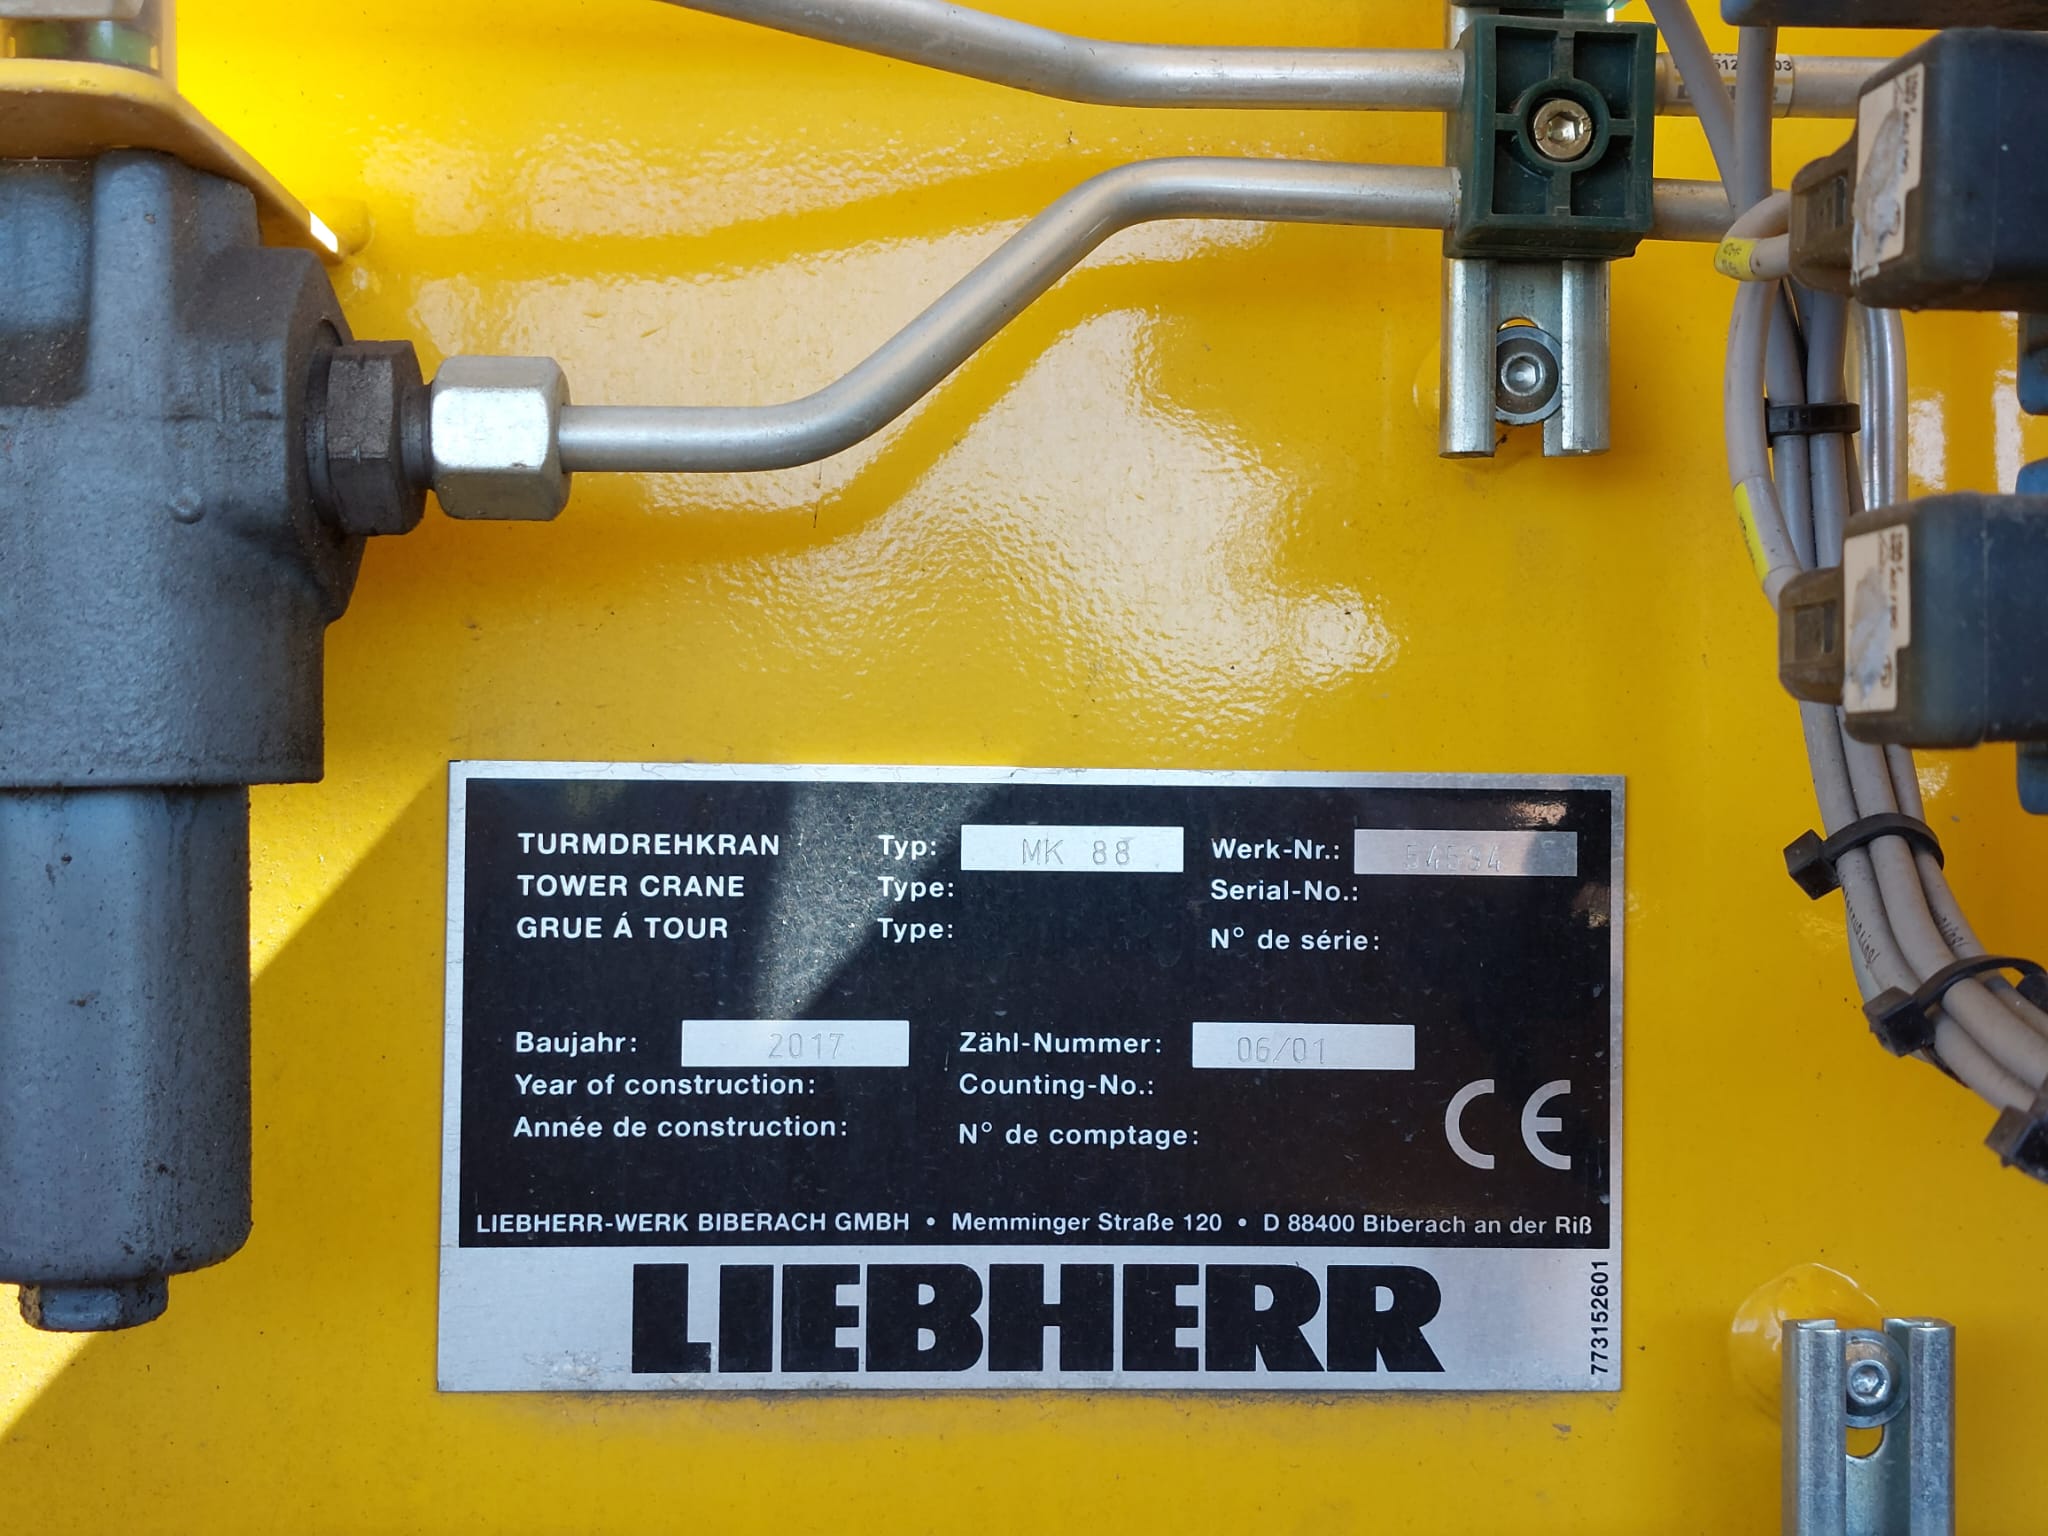 TURMDREHKRAN Typ: MK 88 Werk-Nr.: 54534
TOWER CRANE Type: Serial-No.:
GRUE Á TOUR Type: N° de série:
Baujahr: 2017 Zähl-Nummer: 06/01
Year of construction: Counting-No.:
Année de construction: N° de comptage:
CE
LIEBHERR-WERK BIBERACH GMBH • Memminger Straße 120 • D 88400 Biberach an der Riß
LIEBHERR
773152601